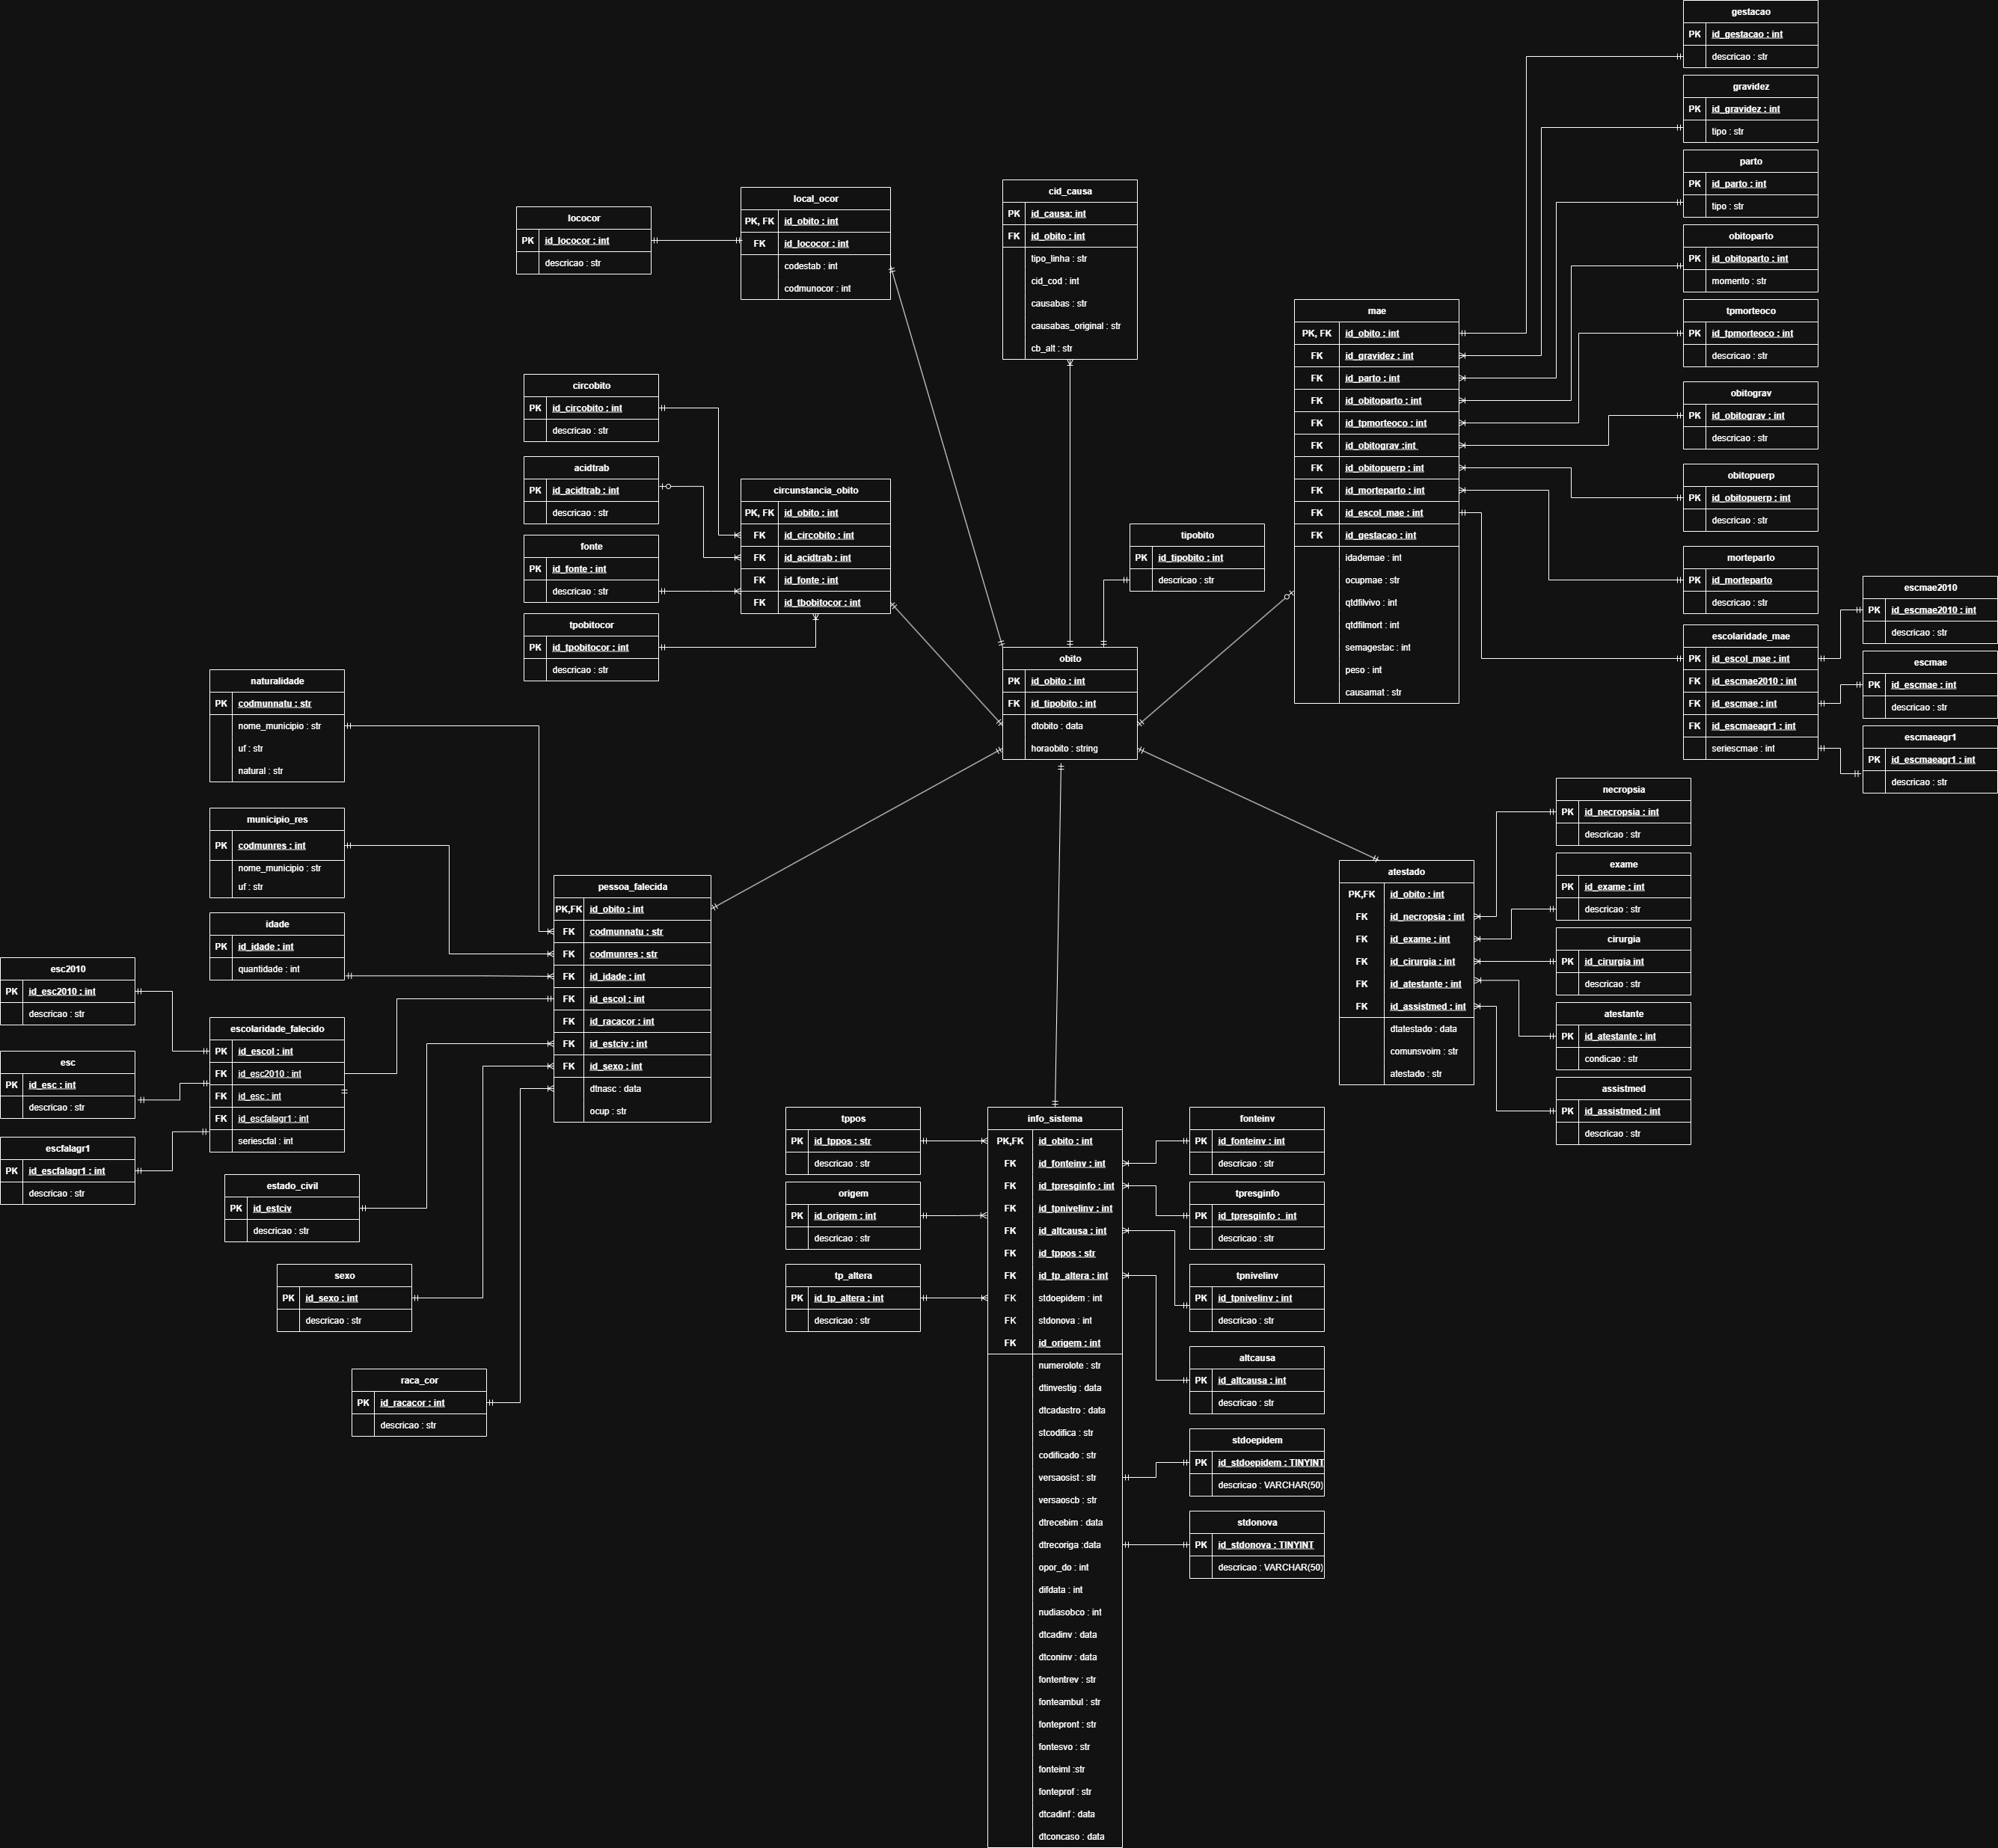 gestacao
PK id_gestacao : int
descricao : str
gravidez
PK id_gravidez : int
tipo : str
parto
PK id_parto : int
tipo : str
obitoparto
PK id_obitoparto : int
momento : str
tpmorteoco
PK id_tpmorteoco : int
descricao : str
obitograv
PK id_obitograv : int
descricao : str
obitopuerp
PK id_obitopuerp : int
descricao : str
morteparto
PK id_morteparto
descricao : str
escolaridade_mae
PK id_escol_mae : int
FK id_escmae2010 : int
FK id_escmae : int
FK id_escmaeagr1 : int
seriescmae : int
escmae2010
PK id_escmae2010 : int
descricao : str
escmae
PK id_escmae : int
descricao : str
escmaeagr1
PK id_escmaeagr1 : int
descricao : str
mae
PK, FK id_obito : int
FK id_gravidez : int
FK id_parto : int
FK id_obitoparto : int
FK id_tpmorteoco : int
FK id_obitograv :int
FK id_obitopuerp : int
FK id_morteparto : int
FK id_escol_mae : int
FK id_gestacao : int
idademae : int
ocupmae : str
qtdfilvivo : int
qtdfilmort : int
semagestac : int
peso : int
causamat : str
cid_causa
PK id_causa: int
FK id_obito : int
tipo_linha : str
cid_cod : int
causabas : str
causabas_original : str
cb_alt : str
local_ocor
PK, FK id_obito : int
FK id_lococor : int
codestab : int
codmunocor : int
lococor
PK id_lococor : int
descricao : str
circobito
PK id_circobito : int
descricao : str
acidtrab
PK id_acidtrab : int
descricao : str
fonte
PK id_fonte : int
descricao : str
tpobitocor
PK id_tpobitocor : int
descricao : str
circunstancia_obito
PK, FK id_obito : int
FK id_circobito : int
FK id_acidtrab : int
FK id_fonte : int
FK id_tbobitocor : int
tipobito
PK id_tipobito : int
descricao : str
obito
PK id_obito : int
FK id_tipobito : int
dtobito : data
horaobito : string
naturalidade
PK codmunnatu : str
nome_municipio : str
uf : str
natural : str
municipio_res
PK codmunres : int
nome_municipio : str
uf : str
idade
PK id_idade : int
quantidade : int
esc2010
PK id_esc2010 : int
descricao : str
esc
PK id_esc : int
descricao : str
escfalagr1
PK id_escfalagr1 : int
descricao : str
escolaridade_falecido
PK id_escol : int
FK id_esc2010 : int
FK id_esc : int
FK id_escfalagr1 : int
seriescfal : int
estado_civil
PK id_estciv
descricao : str
sexo
PK id_sexo : int
descricao : str
raca_cor
PK id_racacor : int
descricao : str
pessoa_falecida
PK,FK id_obito : int
FK codmunnatu : str
FK codmunres : str
FK id_idade : int
FK id_escol : int
FK id_racacor : int
FK id_estciv : int
FK id_sexo : int
dtnasc : data
ocup : str
atestado
PK,FK id_obito : int
FK id_necropsia : int
FK id_exame : int
FK id_cirurgia : int
FK id_atestante : int
FK id_assistmed : int
dtatestado : data
comunsvoim : str
atestado : str
necropsia
PK id_necropsia : int
descricao : str
exame
PK id_exame : int
descricao : str
cirurgia
PK id_cirurgia int
descricao : str
atestante
PK id_atestante : int
condicao : str
assistmed
PK id_assistmed : int
descricao : str
tppos
PK id_tppos : str
descricao : str
origem
PK id_origem : int
descricao : str
tp_altera
PK id_tp_altera : int
descricao : str
info_sistema
PK,FK id_obito : int
FK id_fonteinv : int
FK id_tpresginfo : int
FK id_tpnivelinv : int
FK id_altcausa : int
FK id_tppos : str
FK id_tp_altera : int
FK stdoepidem : int
FK stdonova : int
FK id_origem : int
numerolote : str
dtinvestig : data
dtcadastro : data
stcodifica : str
codificado : str
versaosist : str
versaoscb : str
dtrecebim : data
dtrecoriga :data
opor_do : int
difdata : int
nudiasobco : int
dtcadinv : data
dtconinv : data
fontentrev : str
fonteambul : str
fontepront : str
fontesvo : str
fonteiml :str
fonteprof : str
dtcadinf : data
dtconcaso : data
fonteinv
PK id_fonteinv : int
descricao : str
tpresginfo
PK id_tpresginfo : int
descricao : str
tpnivelinv
PK id_tpnivelinv : int
descricao : str
altcausa
PK id_altcausa : int
descricao : str
stdoepidem
PK id_stdoepidem : TINYINT
descricao : VARCHAR(50)
stdonova
PK id_stdonova : TINYINT
descricao : VARCHAR(50)